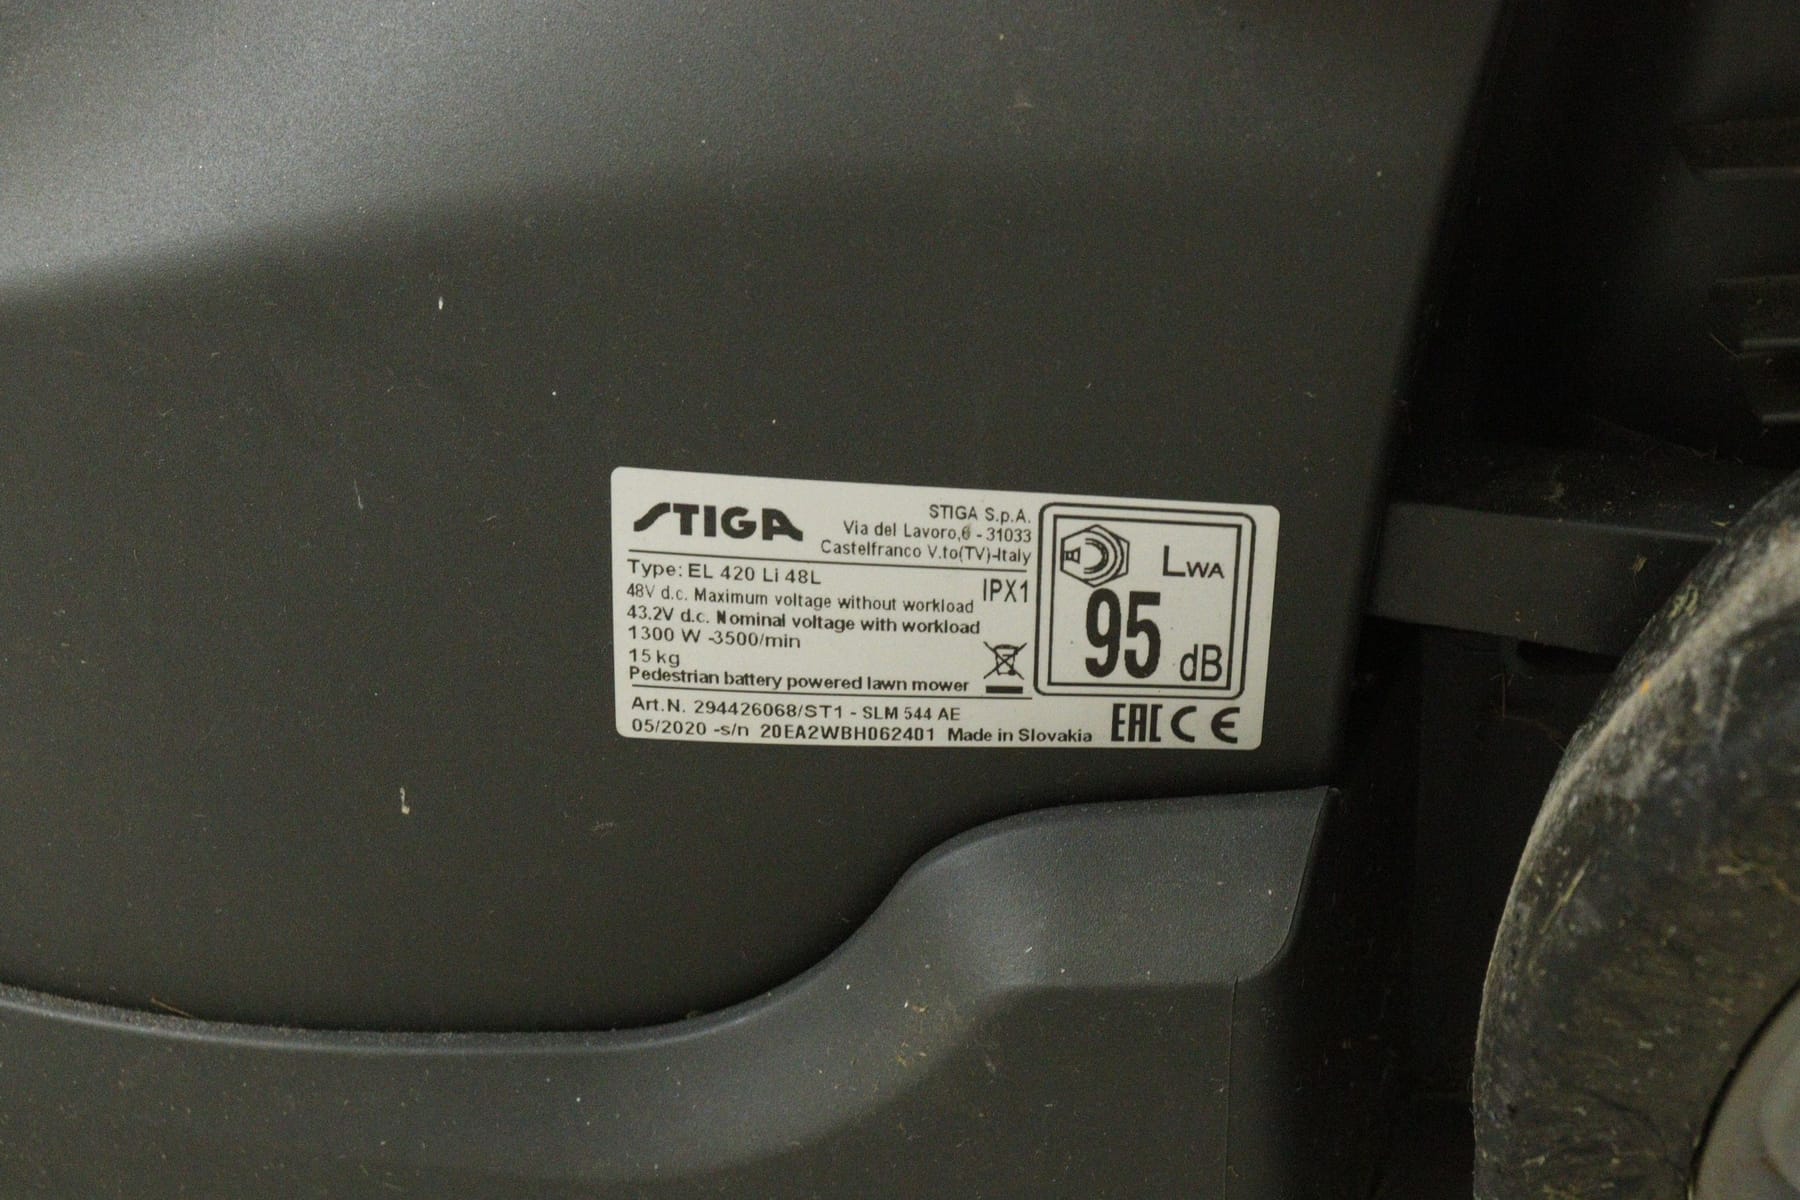 STIGA
STIGA S.p.A.
Via del Lavoro,6 - 31033
Castelfranco V.to(TV)-Italy
Type: EL 420 Li 48L
IPX1
48V d.c. Maximum voltage without workload
43.2V d.c. Nominal voltage with workload
1300 W -3500/min
15 kg
Pedestrian battery powered lawn mower
Art.N. 294426068/ST1 - SLM 544 AE
05/2020 -s/n 20EA2WBH062401 Made in Slovakia
LWA
95 dB
EAC CE